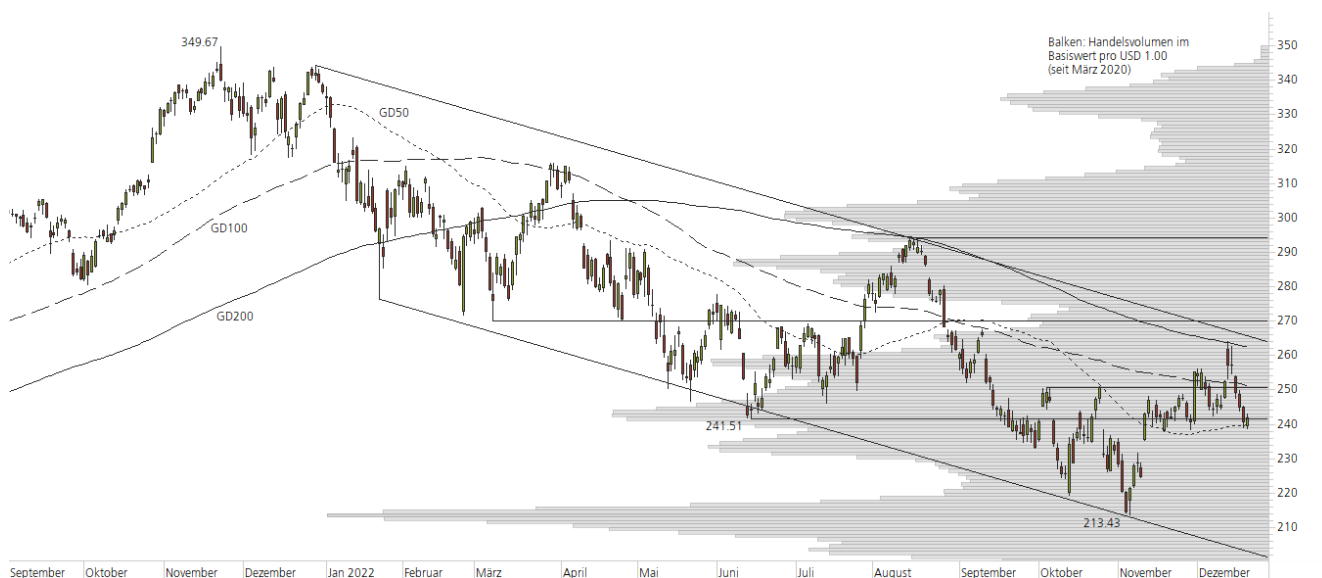 349.67
Balken: Handelsvolumen im
Basiswert pro USD 1.00
(seit März 2020)
GD50
GD100
GD200
241.51
213.43
350
340
330
320
310
300
290
280
270
260
250
240
230
220
210
September Oktober November Dezember Jan 2022 Februar März April Mai Juni Juli August September Oktober November Dezember